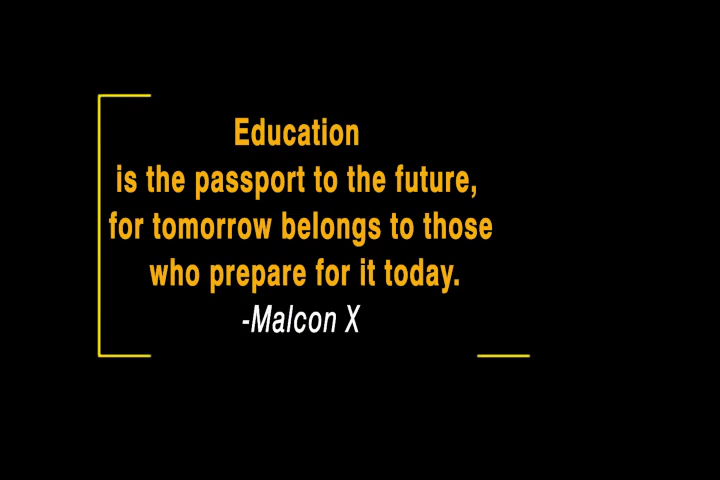 Education
is the passport to the future,
for tomorrow belongs to those
who prepare for it today.
-Malcon X